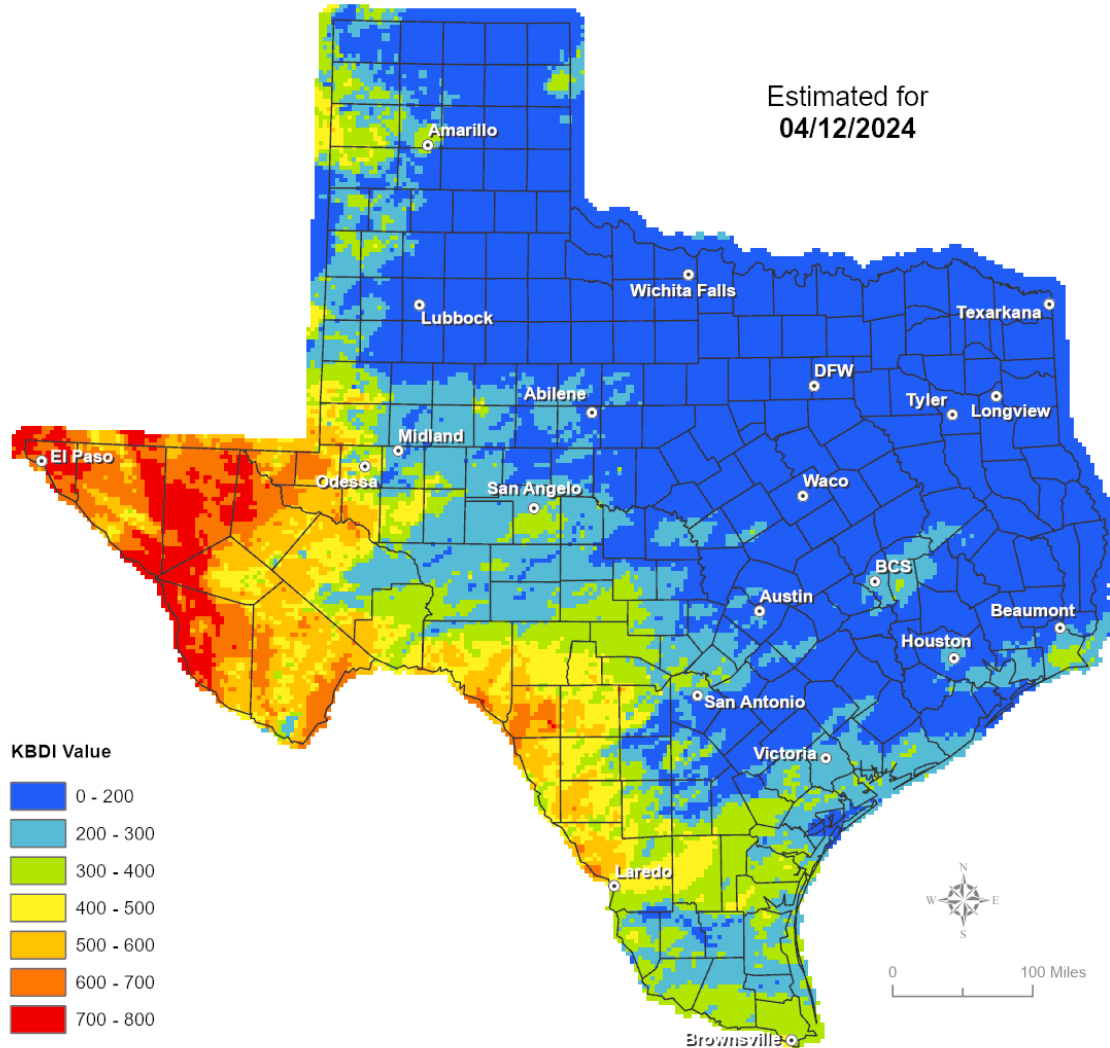 Estimated for
04/12/2024
Amarillo
Wichita Falls
Lubbock
Texarkana
DFW
Abilene
Tyler
Longview
Midland
El Paso
Odessa
San Angelo
Waco
BCS
Austin
Beaumont
Houston
San Antonio
Victoria
Laredo
Brownsville
KBDI Value
0 - 200
200 - 300
300 - 400
400 - 500
500 - 600
600 - 700
700 - 800
N
W E
S
0 100 Miles